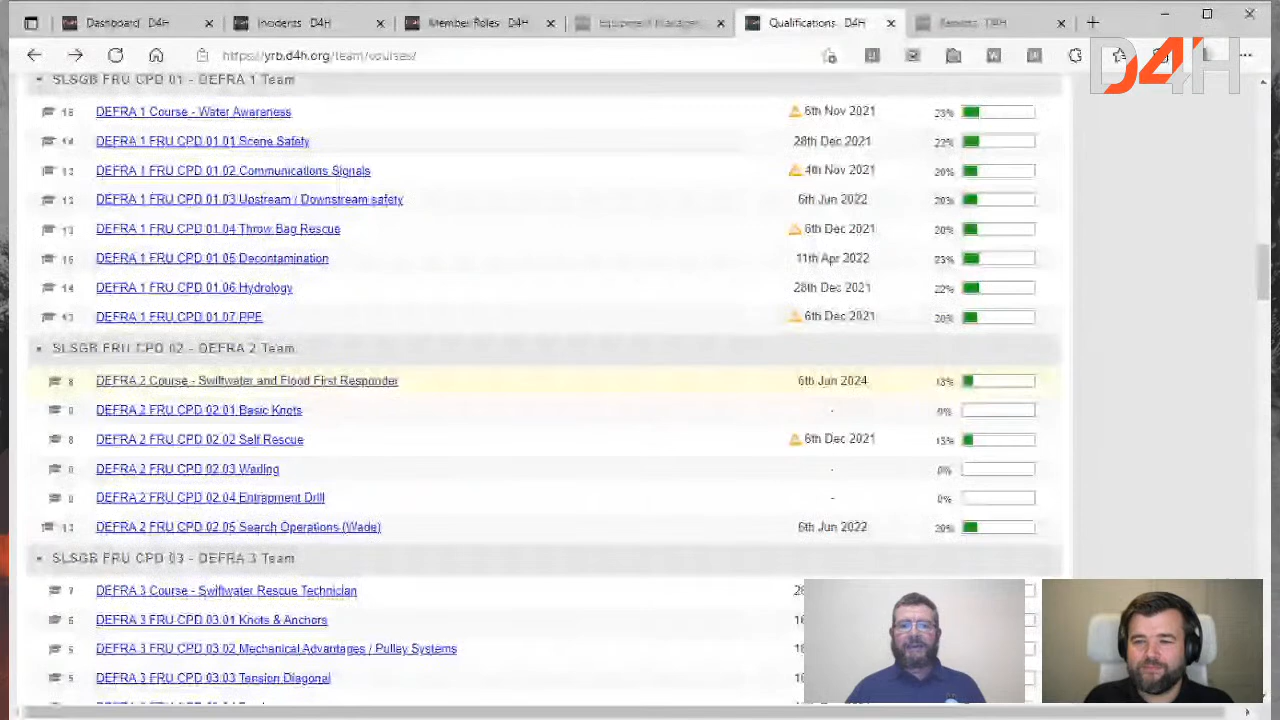 Dashboard D4H
Incidents D4H
Member Roles D4H
Equipment
Qualifications D4H
D4H
https://yrb.d4h.org/team/courses/
D4H
SLSGB FRU CPD 01 - DEFRA 1 Team
DEFRA 1 Course - Water Awareness 6th Nov 2021 23%
14 DEFRA 1 FRU CPD 01.01 Scene Safety 28th Dec 2021 22%
DEFRA 1 FRU CPD 01.02 Communications Signals 4th Nov 2021 20%
DEFRA 1 FRU CPD 01.03 Upstream / Downstream safety 6th Jun 2022 20%
13 DEFRA 1 FRU CPD 01.04 Throw Bag Rescue 6th Dec 2021 20%
DEFRA 1 FRU CPD 01.05 Decontamination 11th Apr 2022 23%
14 DEFRA 1 FRU CPD 01.06 Hydrology 28th Dec 2021 22%
13 DEFRA 1 FRU CPD 01.07 PPE 6th Dec 2021 20%
SLSGB FRU CPD 02 - DEFRA 2 Team
8 DEFRA 2 Course - Swiftwater and Flood First Responder 6th Jun 2024 13%
0 DEFRA 2 FRU CPD 02.01 Basic Knots - 0%
8 DEFRA 2 FRU CPD 02.02 Self Rescue 6th Dec 2021 13%
0 DEFRA 2 FRU CPD 02.03 Wading - 0%
0 DEFRA 2 FRU CPD 02.04 Entrapment Drill - 0%
13 DEFRA 2 FRU CPD 02.05 Search Operations (Wade) 6th Jun 2022 20%
SLSGB FRU CPD 03 - DEFRA 3 Team
7 DEFRA 3 Course - Swiftwater Rescue Technician
DEFRA 3 FRU CPD 03.01 Knots & Anchors
5 DEFRA 3 FRU CPD 03.02 Mechanical Advantages / Pulley Systems
5 DEFRA 3 FRU CPD 03.03 Tension Diagonal